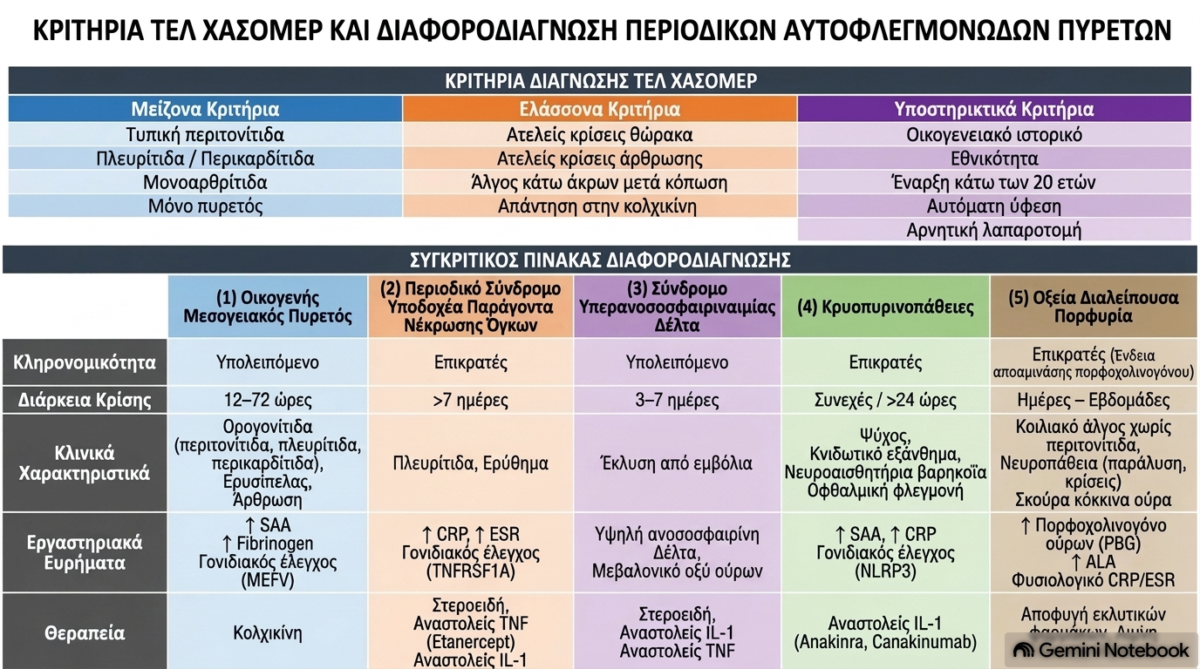 ΚΡΙΤΗΡΙΑ ΤΕΛ ΧΑΣΟΜΕΡ ΚΑΙ ΔΙΑΦΟΡΟΔΙΑΓΝΩΣΗ ΠΕΡΙΟΔΙΚΩΝ ΑΥΤΟΦΛΕΓΜΟΝΩΔΩΝ ΠΥΡΕΤΩΝ
ΚΡΙΤΗΡΙΑ ΔΙΑΓΝΩΣΗΣ ΤΕΛ ΧΑΣΟΜΕΡ
Μείζονα Κριτήρια Ελάσσονα Κριτήρια Υποστηρικτικά Κριτήρια
Τυπική περιτονίτιδα Ατελείς κρίσεις θώρακα Οικογενειακό ιστορικό
Πλευρίτιδα / Περικαρδίτιδα Ατελείς κρίσεις άρθρωσης Εθνικότητα
Μονοαρθρίτιδα Άλγος κάτω άκρων μετά κόπωση Έναρξη κάτω των 20 ετών
Μόνο πυρετός Απάντηση στην κολχικίνη Αυτόματη ύφεση
Αρνητική λαπαροτομή
ΣΥΓΚΡΙΤΙΚΟΣ ΠΙΝΑΚΑΣ ΔΙΑΦΟΡΟΔΙΑΓΝΩΣΗΣ
(1) Οικογενής
Μεσογειακός Πυρετός
(2) Περιοδικό Σύνδρομο
Υποδοχέα Παράγοντα
Νέκρωσης Όγκων
(3) Σύνδρομο
Υπερανοσοσφαιριναιμίας
Δέλτα
(4) Κρυοπυρινοπάθειες
(5) Οξεία Διαλείπουσα
Πορφυρία
Κληρονομικότητα
Υπολειπόμενο
Επικρατές
Υπολειπόμενο
Επικρατές
Επικρατές (Ένδεια
αποαμινάσης πορφοχολινογόνου)
Διάρκεια Κρίσης
12–72 ώρες
>7 ημέρες
3–7 ημέρες
Συνεχές / >24 ώρες
Ημέρες – Εβδομάδες
Κλινικά
Χαρακτηριστικά
Ορογονίτιδα
(περιτονίτιδα, πλευρίτιδα,
περικαρδίτιδα),
Ερυσίπελας,
Άρθρωση
Πλευρίτιδα, Ερύθημα
Έκλυση από εμβόλια
Ψύχος,
Κνιδωτικό εξάνθημα,
Νευροαισθητήρια βαρηκοΐα
Οφθαλμική φλεγμονή
Κοιλιακό άλγος χωρίς
περιτονίτιδα,
Νευροπάθεια (παράλυση,
κρίσεις)
Σκούρα κόκκινα ούρα
Εργαστηριακά
Ευρήματα
↑ SAA
↑ Fibrinogen
Γονιδιακός έλεγχος
(MEFV)
↑ CRP, ↑ ESR
Γονιδιακός έλεγχος
(TNFRSF1A)
Υψηλή ανοσοσφαιρίνη
Δέλτα,
Μεβαλονικό οξύ ούρων
↑ SAA, ↑ CRP
Γονιδιακός έλεγχος
(NLRP3)
↑ Πορφοχολινογόνο
ούρων (PBG)
↑ ALA
Φυσιολογικό CRP/ESR
Θεραπεία
Κολχικίνη
Στεροειδή,
Αναστολείς TNF
(Etanercept)
Αναστολείς IL-1
Στεροειδή,
Αναστολείς IL-1
Αναστολείς TNF
Αναστολείς IL-1
(Anakinra, Canakinumab)
Αποφυγή εκλυτικών
Gemini Notebook